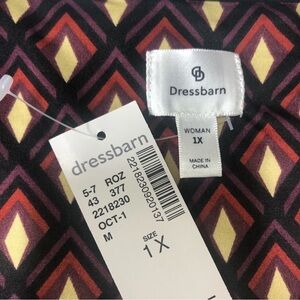 Dressbarn
WOMAN
1X
MADE IN
CHINA
dressbarn
5-7 ROZ
43 377
2218230
OCT-1
M
2218230920137
SIZE
1X